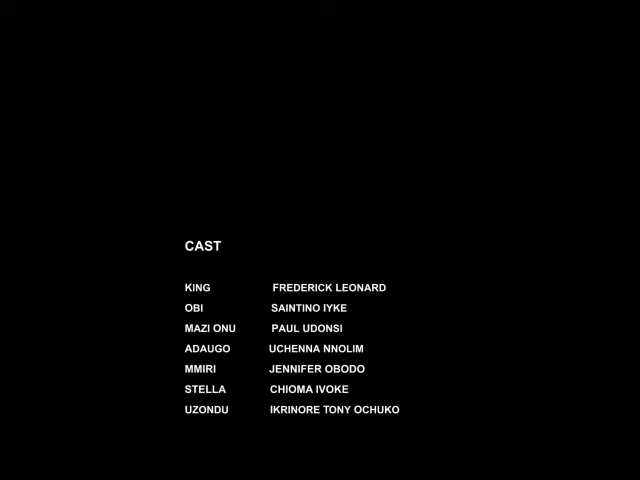 CAST
KING FREDERICK LEONARD
OBI SAINTINO IYKE
MAZI ONU PAUL UDONSI
ADAUGO UCHENNA NNOLIM
MMIRI JENNIFER OBODO
STELLA CHIOMA IVOKE
UZONDU IKRINORE TONY OCHUKO